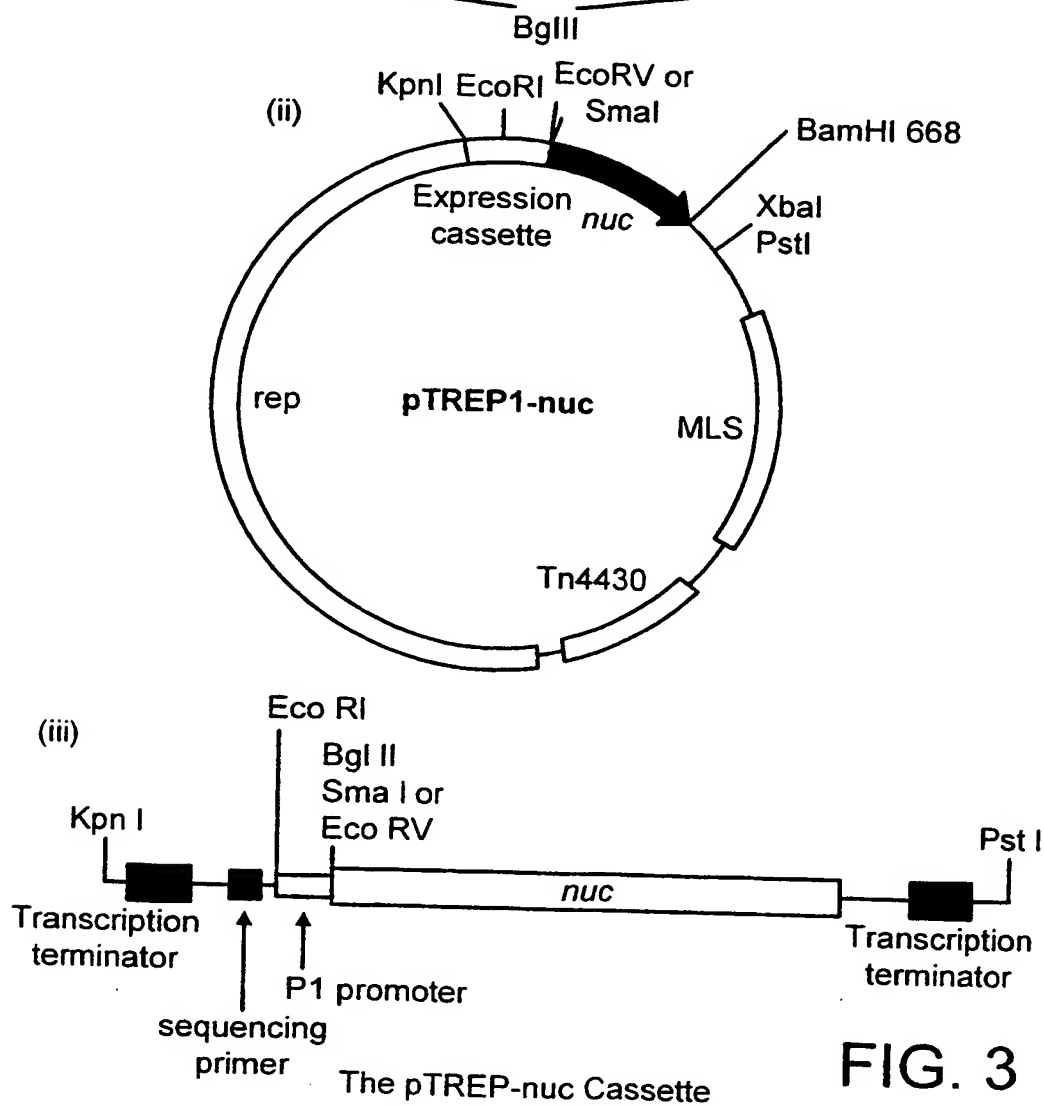 BglII
(ii)
KpnI EcoRI EcoRV or
SmaI
BamHI 668
XbaI
PstI
Expression
cassette
nuc
rep
pTREP1-nuc
MLS
Tn4430
(iii)
Eco RI
Bgl II
Sma I or
Eco RV
Kpn I
Pst I
nuc
Transcription
terminator
Transcription
terminator
P1 promoter
sequencing
primer
The pTREP-nuc Cassette
FIG. 3